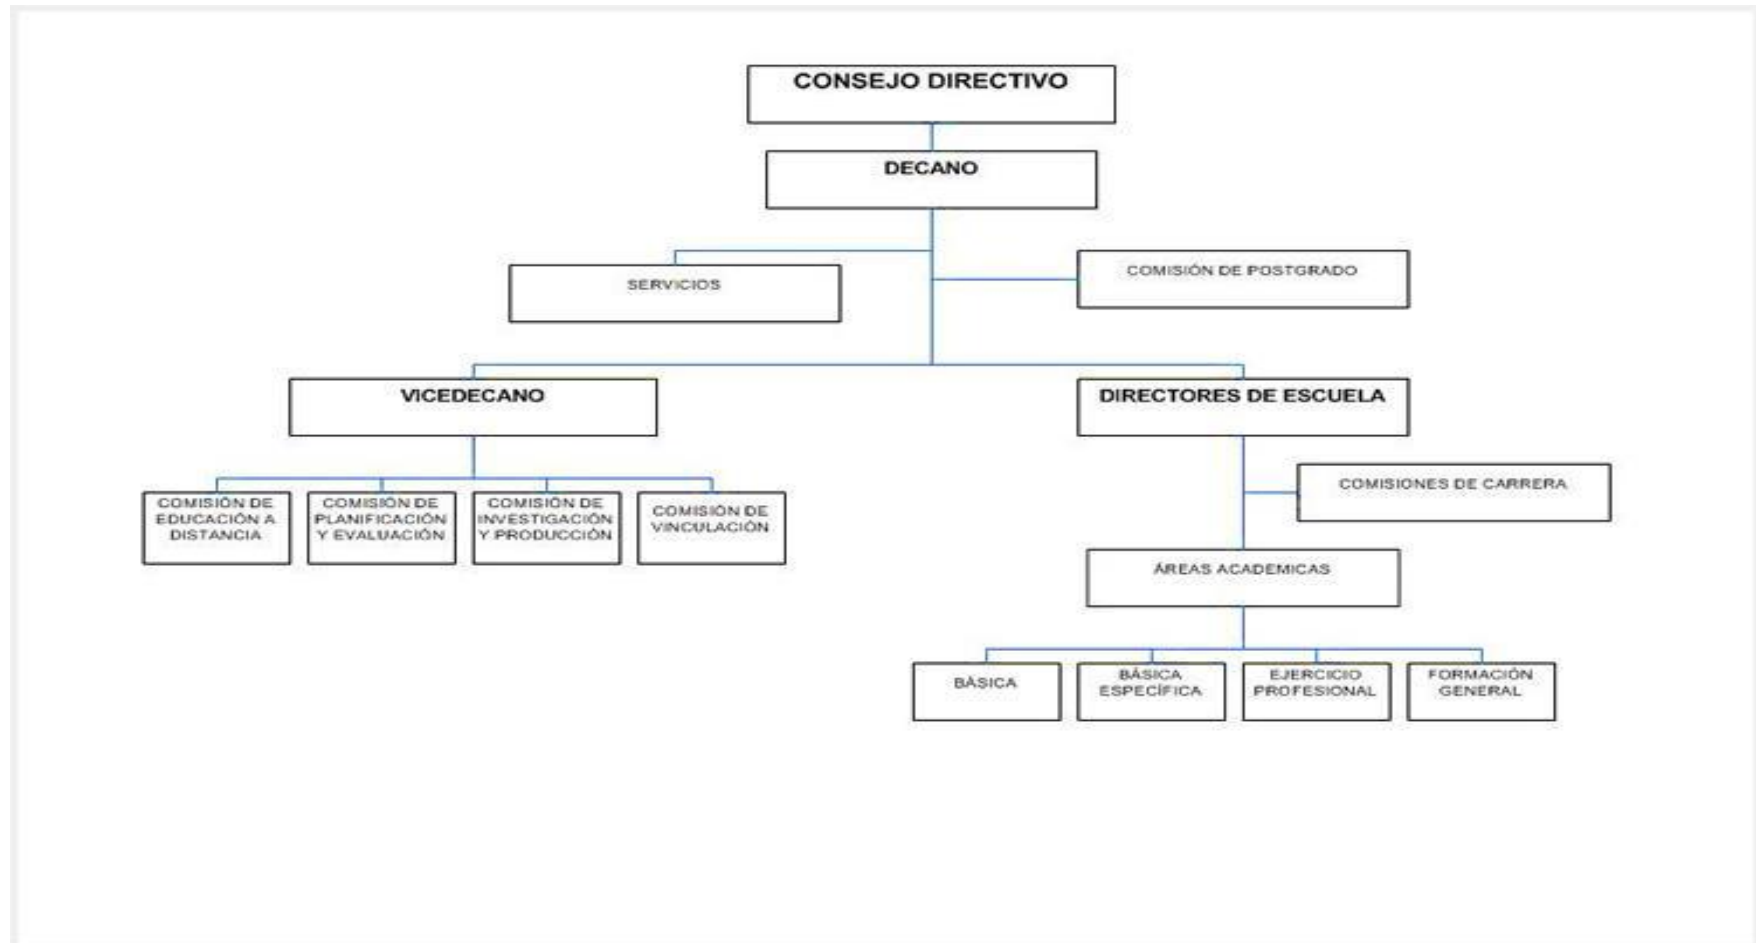 CONSEJO DIRECTIVO
DECANO
SERVICIOS
COMISIÓN DE POSTGRADO
VICEDECANO
DIRECTORES DE ESCUELA
COMISIÓN DE
EDUCACIÓN A
DISTANCIA
COMISIÓN DE
PLANIFICACIÓN
Y EVALUACIÓN
COMISIÓN DE
INVESTIGACIÓN
Y PRODUCCIÓN
COMISIÓN DE
VINCULACIÓN
COMISIONES DE CARRERA
ÁREAS ACADEMICAS
BÁSICA
BÁSICA
ESPECÍFICA
EJERCICIO
PROFESIONAL
FORMACIÓN
GENERAL